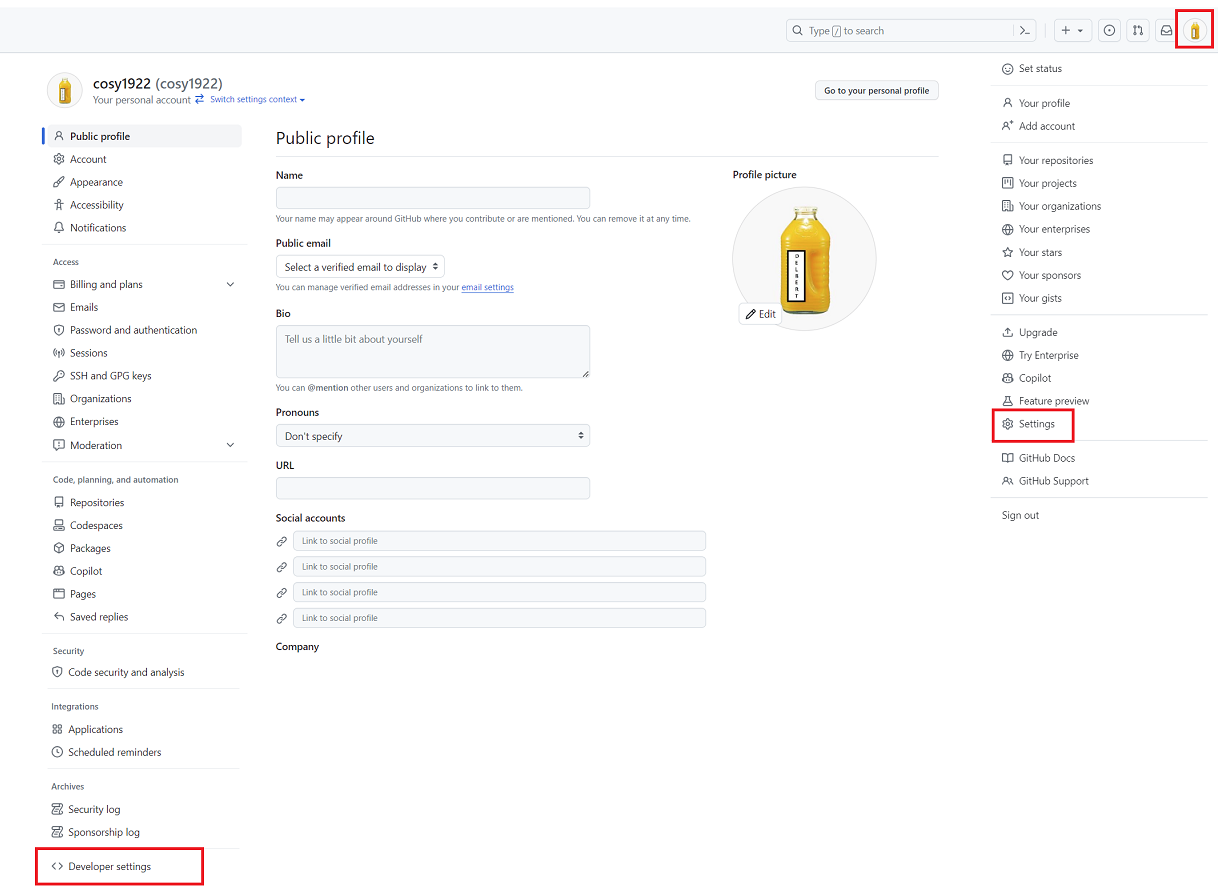 Type / to search
cosy1922 (cosy1922)
Your personal account Switch settings context
Go to your personal profile
Public profile
Account
Appearance
Accessibility
Notifications
Access
Billing and plans
Emails
Password and authentication
Sessions
SSH and GPG keys
Organizations
Enterprises
Moderation
Code, planning, and automation
Repositories
Codespaces
Packages
Copilot
Pages
Saved replies
Security
Code security and analysis
Integrations
Applications
Scheduled reminders
Archives
Security log
Sponsorship log
Developer settings
Public profile
Name
Your name may appear around GitHub where you contribute or are mentioned. You can remove it at any time.
Public email
Select a verified email to display
You can manage verified email addresses in your email settings
Bio
Tell us a little bit about yourself
You can @mention other users and organizations to link to them.
Pronouns
Don't specify
URL
Social accounts
Link to social profile
Link to social profile
Link to social profile
Link to social profile
Company
Profile picture
DELBERT
Edit
Set status
Your profile
Add account
Your repositories
Your projects
Your organizations
Your enterprises
Your stars
Your sponsors
Your gists
Upgrade
Try Enterprise
Copilot
Feature preview
Settings
GitHub Docs
GitHub Support
Sign out